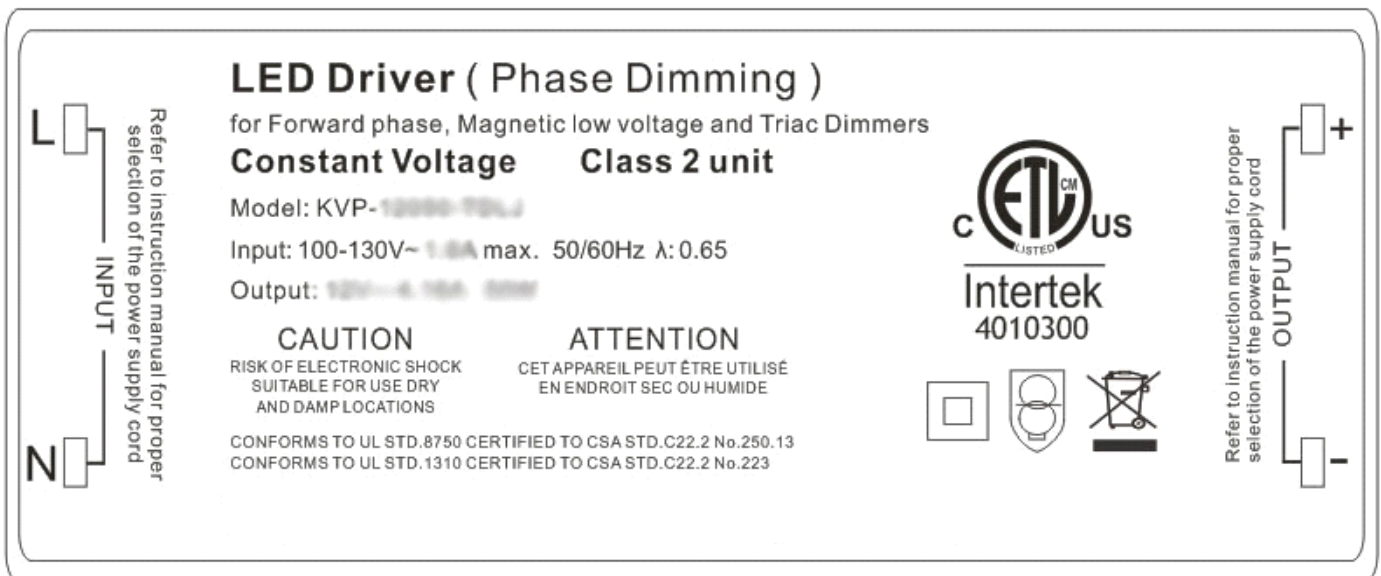 LED Driver ( Phase Dimming )
for Forward phase, Magnetic low voltage and Triac Dimmers
Constant Voltage Class 2 unit
Model: KVP-
Input: 100-130V~ max. 50/60Hz λ: 0.65
Output:
CAUTION
RISK OF ELECTRONIC SHOCK
SUITABLE FOR USE DRY
AND DAMP LOCATIONS
ATTENTION
CET APPAREIL PEUT ÊTRE UTILISÉ
EN ENDROIT SEC OU HUMIDE
CONFORMS TO UL STD.8750 CERTIFIED TO CSA STD.C22.2 No.250.13
CONFORMS TO UL STD.1310 CERTIFIED TO CSA STD.C22.2 No.223
L
INPUT
N
Refer to instruction manual for proper
selection of the power supply cord
ETL CM
C US
LISTED
Intertek
4010300
Refer to instruction manual for proper
selection of the power supply cord
+
OUTPUT
-